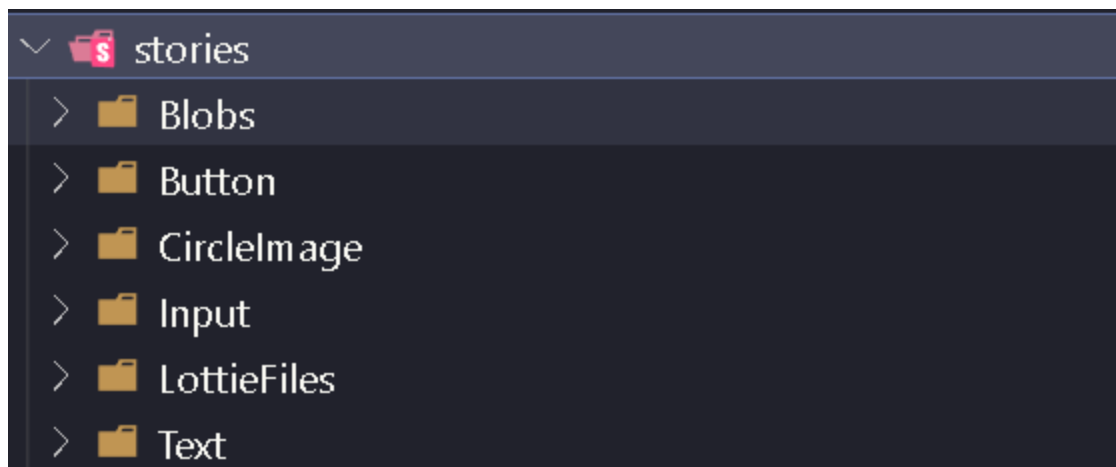 stories
Blobs
Button
CircleImage
Input
LottieFiles
Text